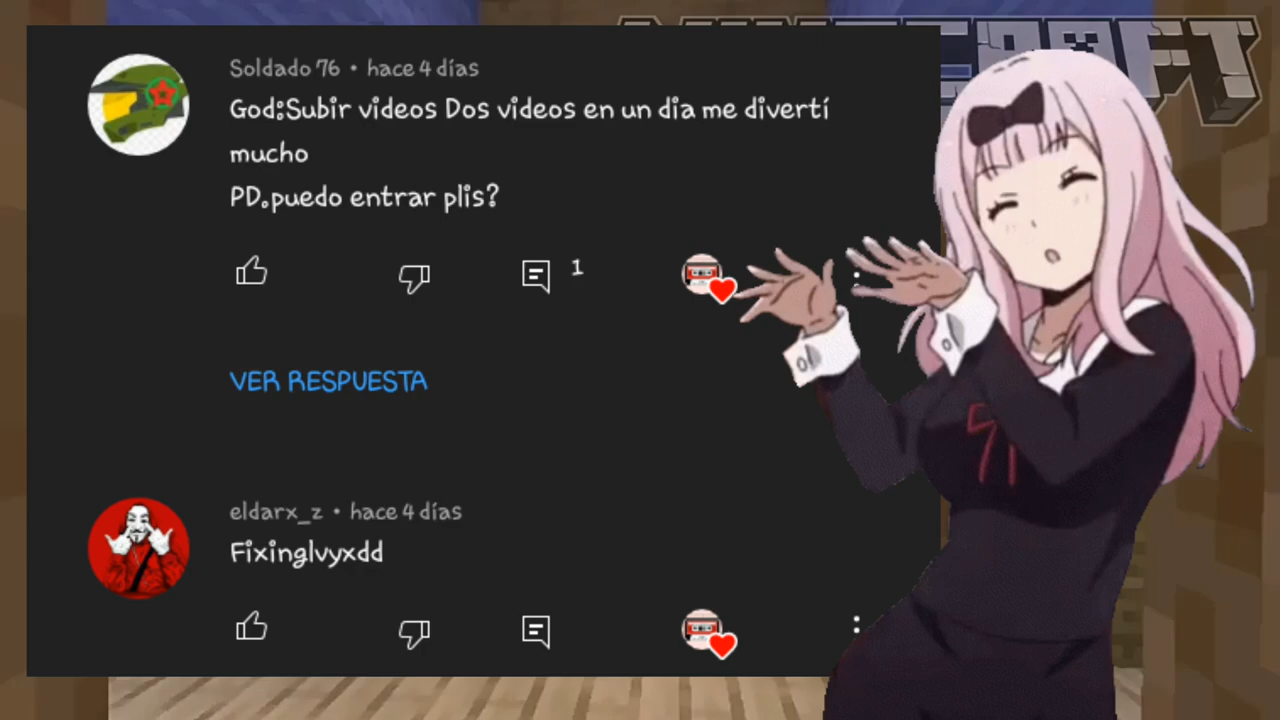 Soldado 76 • hace 4 días
God:Subir videos Dos videos en un dia me divertí
mucho
PD.puedo entrar plis?
1
VER RESPUESTA
eldarx_z • hace 4 días
Fixinglvyxdd